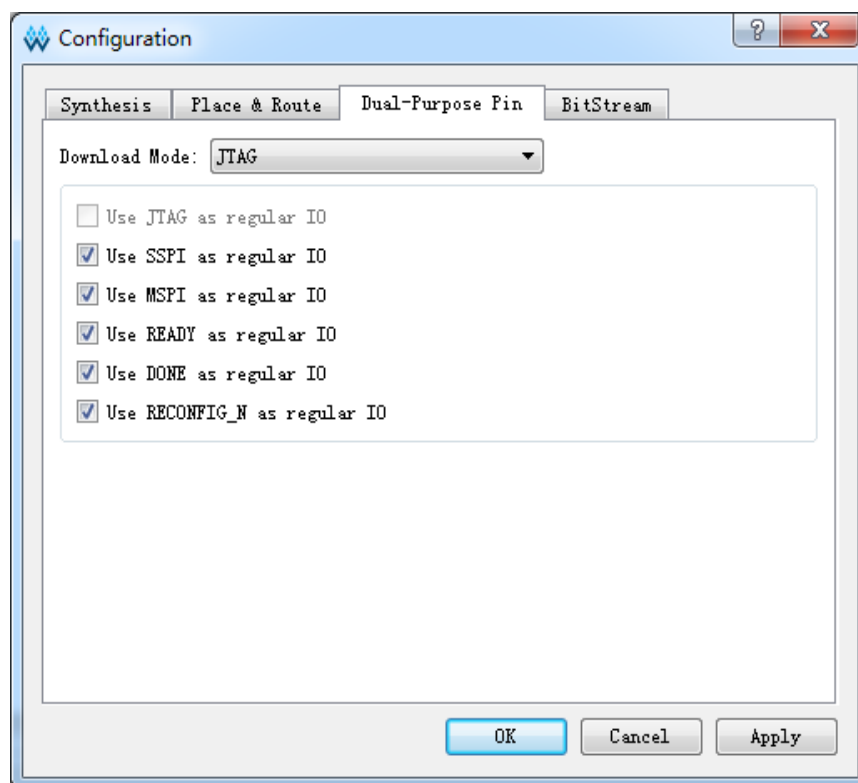 Configuration
Synthesis Place & Route Dual-Purpose Pin BitStream
Download Mode: JTAG
Use JTAG as regular IO
Use SSPI as regular IO
Use MSPI as regular IO
Use READY as regular IO
Use DONE as regular IO
Use RECONFIG_N as regular IO
OK Cancel Apply